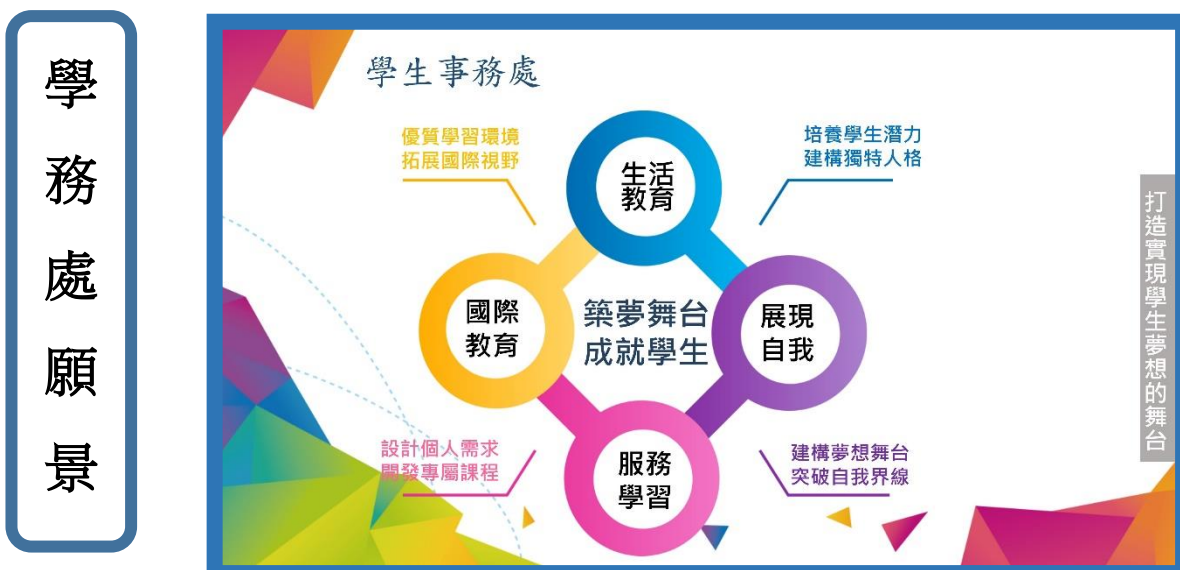 學務處願景
學生事務處
優質學習環境
拓展國際視野
培養學生潛力
建構獨特人格
生活
教育
國際
教育
築夢舞台
成就學生
展現
自我
服務
學習
設計個人需求
開發專屬課程
建構夢想舞台
突破自我界線
打造實現學生夢想的舞台